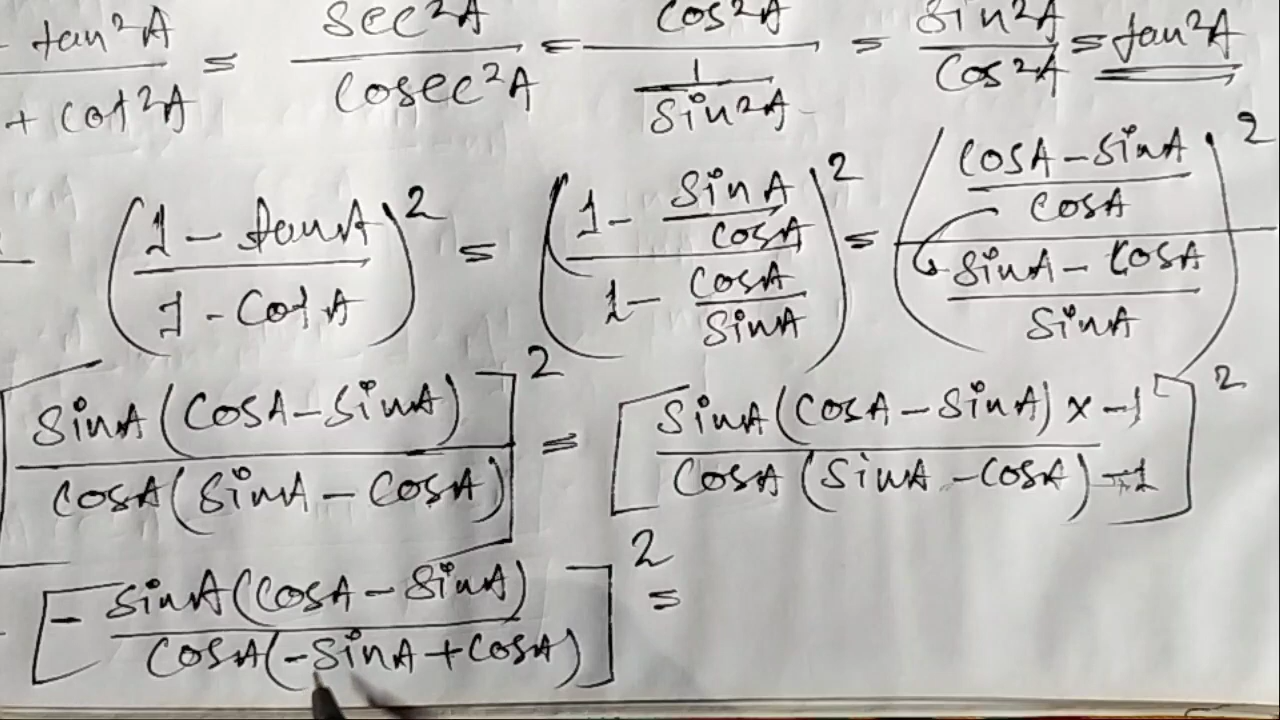 - tan²A / + cot²A = sec²A / cosec²A = cos²A / (1 / sin²A) = sin²A / cos²A = tan²A
((1 - tanA) / (1 - cotA))² = ((1 - sinA / cosA) / (1 - cosA / sinA))² = (((cosA - sinA) / cosA) / ((sinA - cosA) / sinA))²
[sinA(cosA - sinA) / cosA(sinA - cosA)]² = [sinA(cosA - sinA) x -1 / cosA(sinA - cosA) -1]²
[- sinA(cosA - sinA) / cosA(-sinA + cosA)]² =